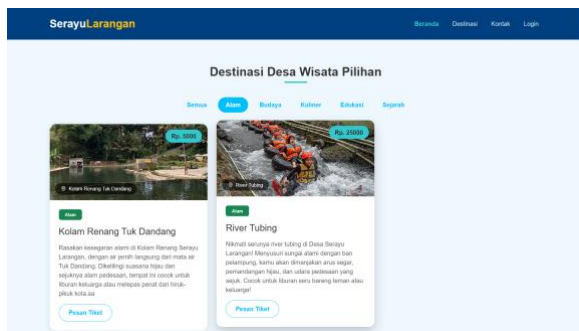 SerayuLarangan
Beranda Destinasi Kontak Login
Destinasi Desa Wisata Pilihan
Semua Alam Budaya Kuliner Edukasi Sejarah
Rp. 5000
Kolam Renang Tuk Dandang
Alam
Kolam Renang Tuk Dandang
Rasakan kesegaran alami di Kolam Renang Serayu
Larangan, dengan air jernih langsung dari mata air
Tuk Dandang. Dikelilingi suasana hijau dan
sejuknya alam pedesaan, tempat ini cocok untuk
liburan keluarga atau melepas penat dari hiruk-
pikuk kota.aa
Pesan Tiket
Rp. 25000
River Tubing
Alam
River Tubing
Nikmati serunya river tubing di Desa Serayu
Larangan! Menyusuri sungai alami dengan ban
pelampung, kamu akan dimanjakan arus segar,
pemandangan hijau, dan udara pedesaan yang
sejuk. Cocok untuk liburan seru bareng teman atau
keluarga!
Pesan Tiket